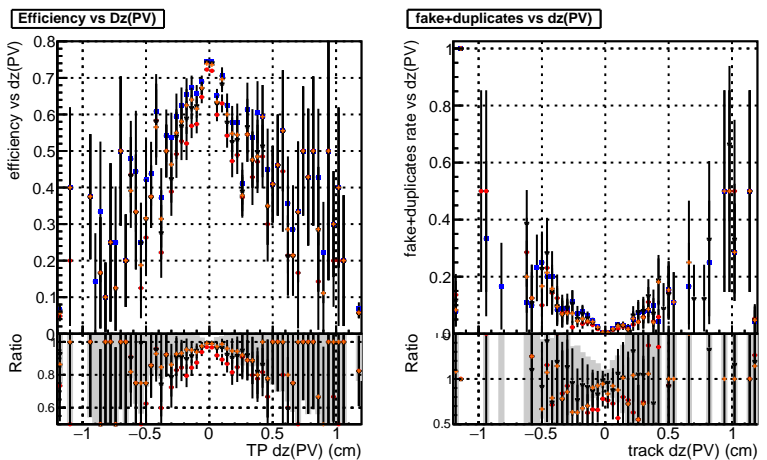 Efficiency vs Dz(PV)
efficiency vs dz(PV)
0.8
0.7
0.6
0.5
0.4
0.3
0.2
0.1
0
Ratio
1
0.8
0.6
−1 −0.5 0 0.5 1
TP dz(PV) (cm)
fake+duplicates vs dz(PV)
fake+duplicates rate vs dz(PV)
1
0.8
0.6
0.4
0.2
Ratio
1
0.5
−1 −0.5 0 0.5 1
track dz(PV) (cm)